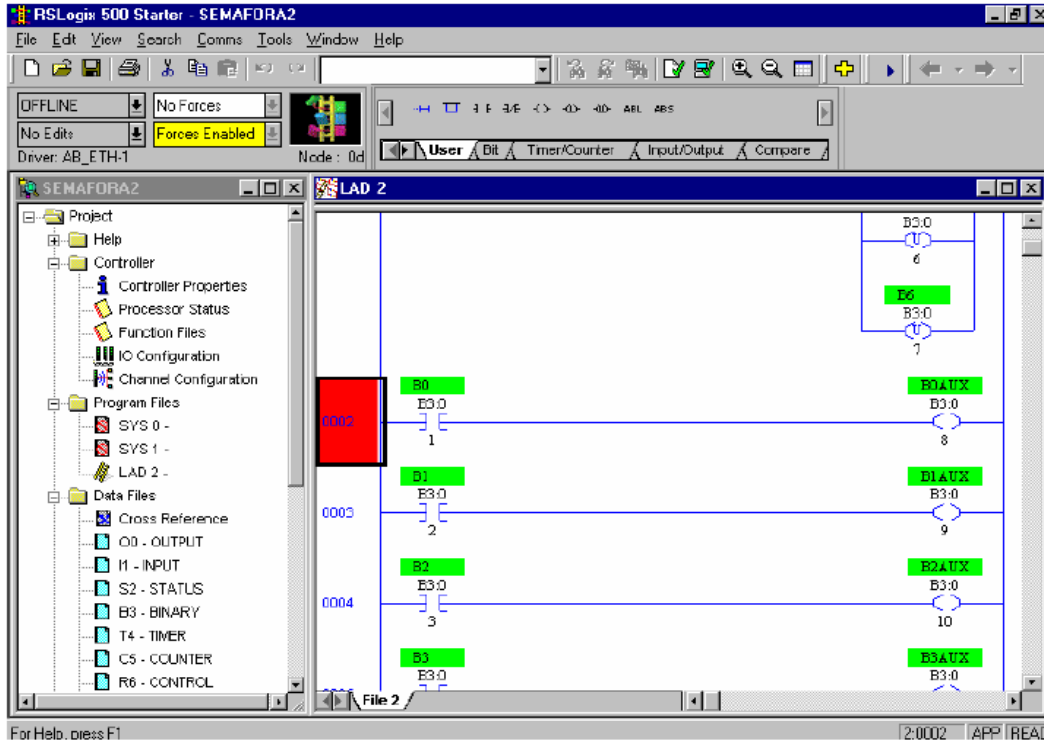 RSLogix 500 Starter - SEMAFORA2
File Edit View Search Comms Tools Window Help
OFFLINE
No Forces
No Edits
Forces Enabled
Driver: AB_ETH-1
Node : 0d
ABL ABS
User Bit Timer/Counter Input/Output Compare
SEMAFORA2
Project
Help
Controller
Controller Properties
Processor Status
Function Files
IO Configuration
Channel Configuration
Program Files
SYS 0 -
SYS 1 -
LAD 2 -
Data Files
Cross Reference
O0 - OUTPUT
I1 - INPUT
S2 - STATUS
B3 - BINARY
T4 - TIMER
C5 - COUNTER
R6 - CONTROL
LAD 2
B3:0
U
6
B6
B3:0
U
7
0002
B0
B3:0
1
B0AUX
B3:0
8
0003
B1
B3:0
2
B1AUX
B3:0
9
0004
B2
B3:0
3
B2AUX
B3:0
10
B3
B3:0
B3AUX
B3:0
File 2
For Help, press F1
2:0002 APP READ